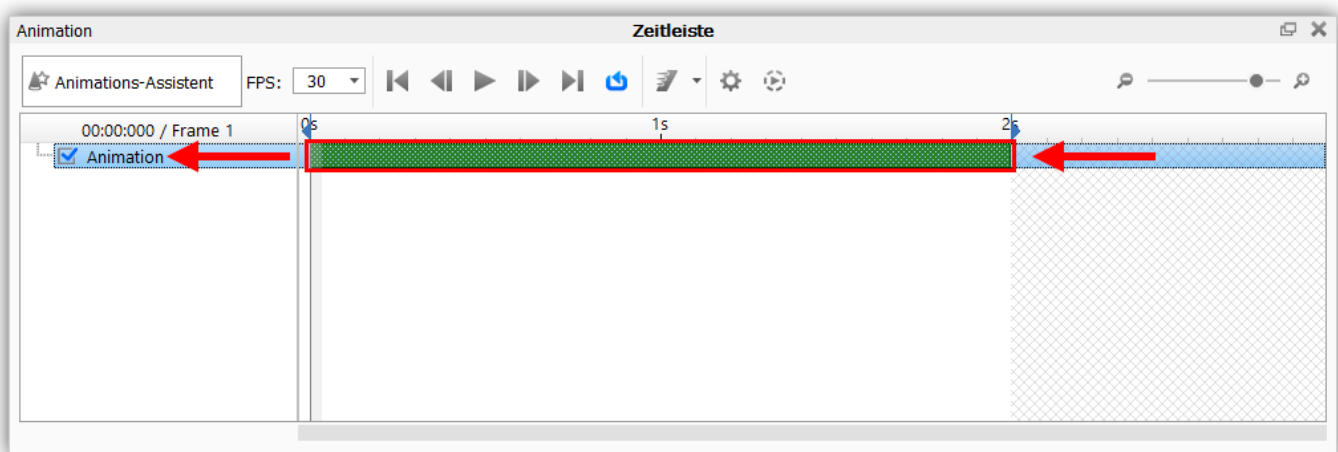 Animation Zeitleiste
Animations-Assistent FPS: 30
00:00:000 / Frame 1 0s 1s 2s
Animation